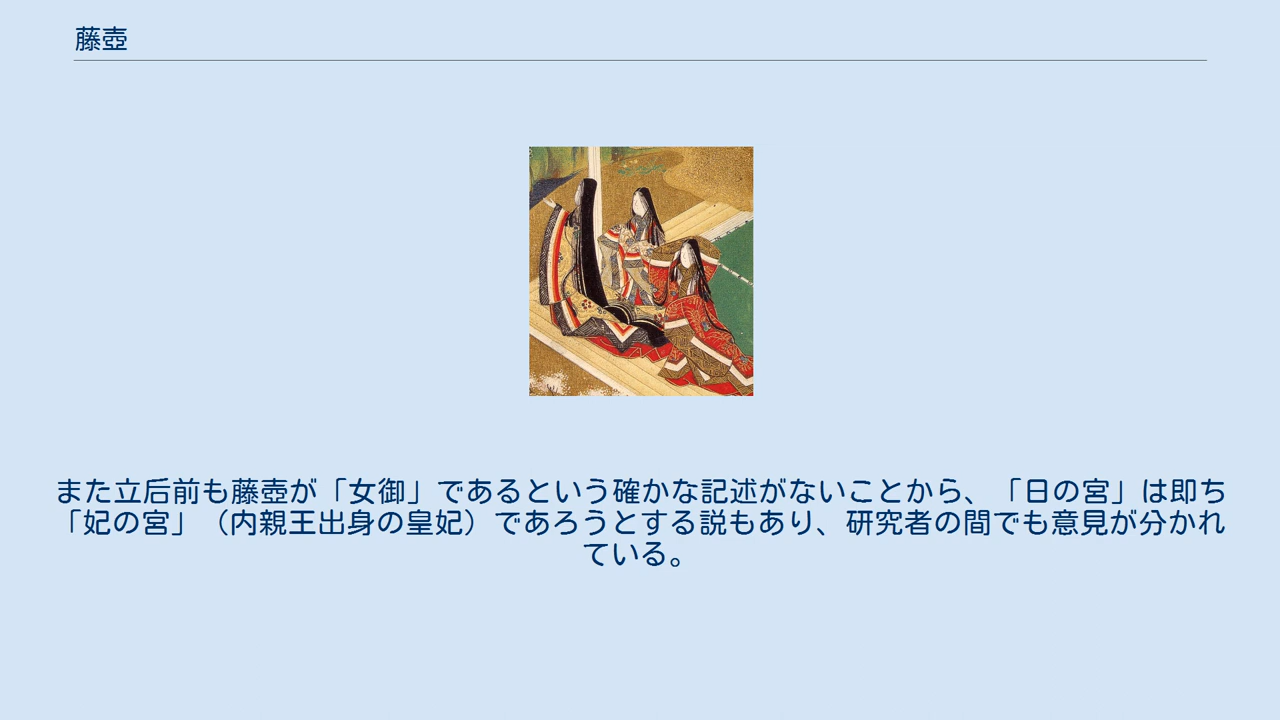 藤壺
また立后前も藤壺が「女御」であるという確かな記述がないことから、「日の宮」は即ち
「妃の宮」（内親王出身の皇妃）であろうとする説もあり、研究者の間でも意見が分かれ
ている。